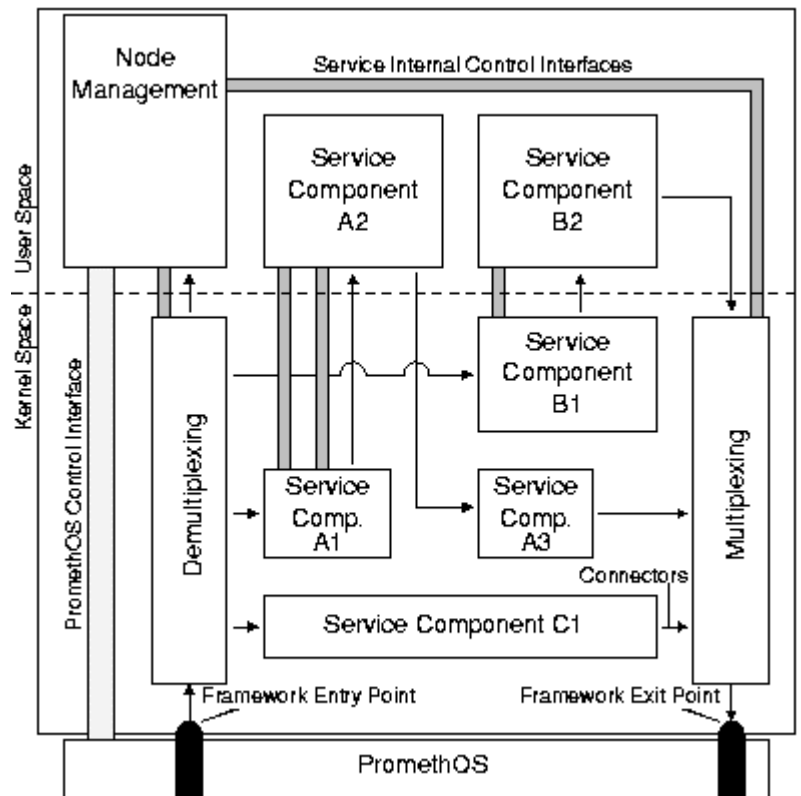 Node
Management
Service Internal Control Interfaces
Service
Component
A2
Service
Component
B2
User Space
Kernel Space
PromethOS Control Interface
Demultiplexing
Service
Component
B1
Multiplexing
Service
Comp.
A1
Service
Comp.
A3
Connectors
Service Component C1
Framework Entry Point
Framework Exit Point
PromethOS